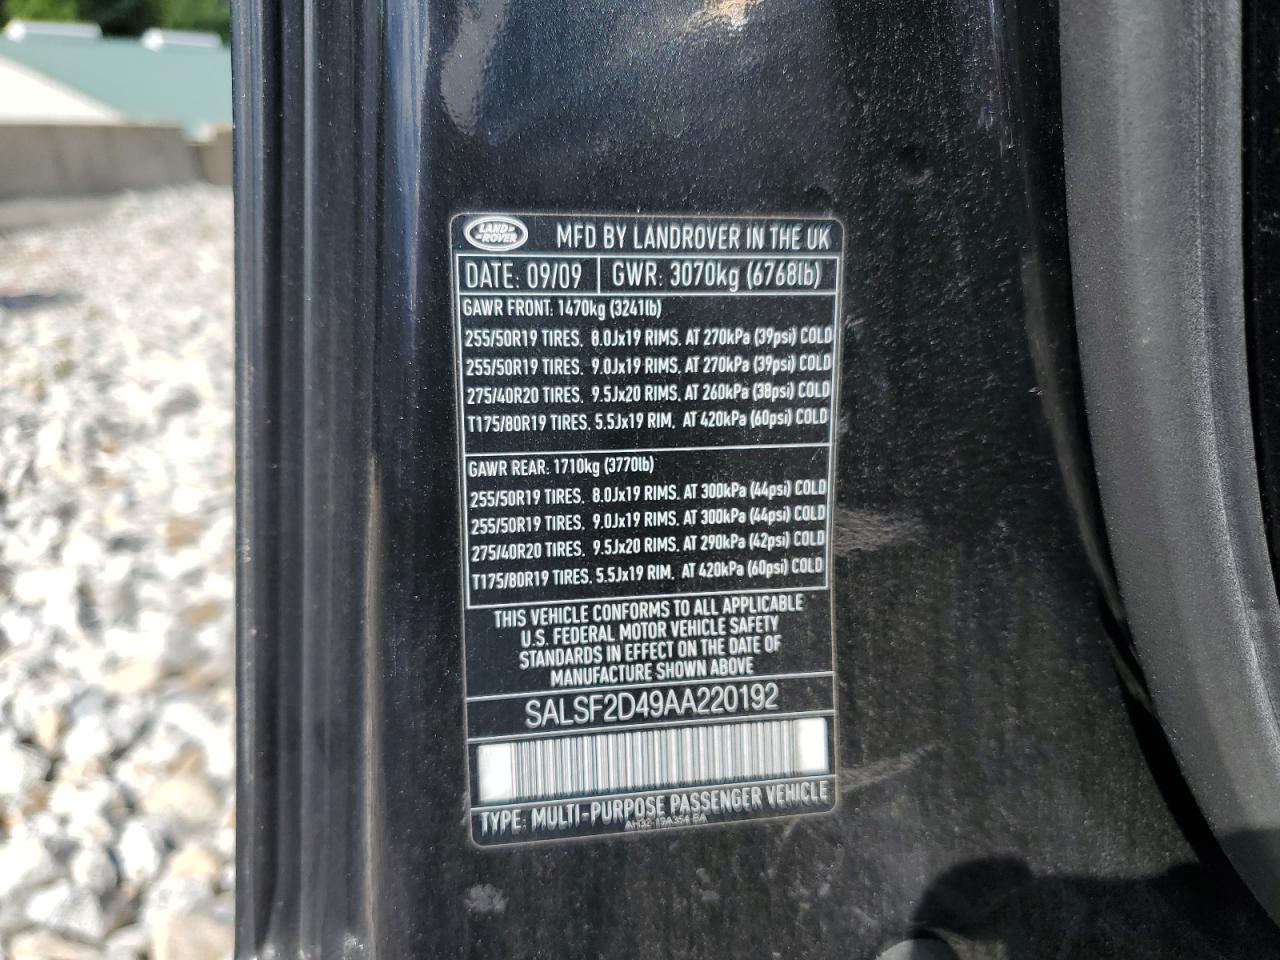 LAND ROVER MFD BY LANDROVER IN THE UK
DATE: 09/09 GWR: 3070kg (6768lb)
GAWR FRONT: 1470kg (3241lb)
255/50R19 TIRES, 8.0Jx19 RIMS, AT 270kPa (39psi) COLD
255/50R19 TIRES, 9.0Jx19 RIMS, AT 270kPa (39psi) COLD
275/40R20 TIRES, 9.5Jx20 RIMS, AT 260kPa (38psi) COLD
T175/80R19 TIRES, 5.5Jx19 RIM, AT 420kPa (60psi) COLD
GAWR REAR: 1710kg (3770lb)
255/50R19 TIRES, 8.0Jx19 RIMS, AT 300kPa (44psi) COLD
255/50R19 TIRES, 9.0Jx19 RIMS, AT 300kPa (44psi) COLD
275/40R20 TIRES, 9.5Jx20 RIMS, AT 290kPa (42psi) COLD
T175/80R19 TIRES, 5.5Jx19 RIM, AT 420kPa (60psi) COLD
THIS VEHICLE CONFORMS TO ALL APPLICABLE
U.S. FEDERAL MOTOR VEHICLE SAFETY
STANDARDS IN EFFECT ON THE DATE OF
MANUFACTURE SHOWN ABOVE
SALSF2D49AA220192
TYPE: MULTI-PURPOSE PASSENGER VEHICLE
AH32-15A354-BA